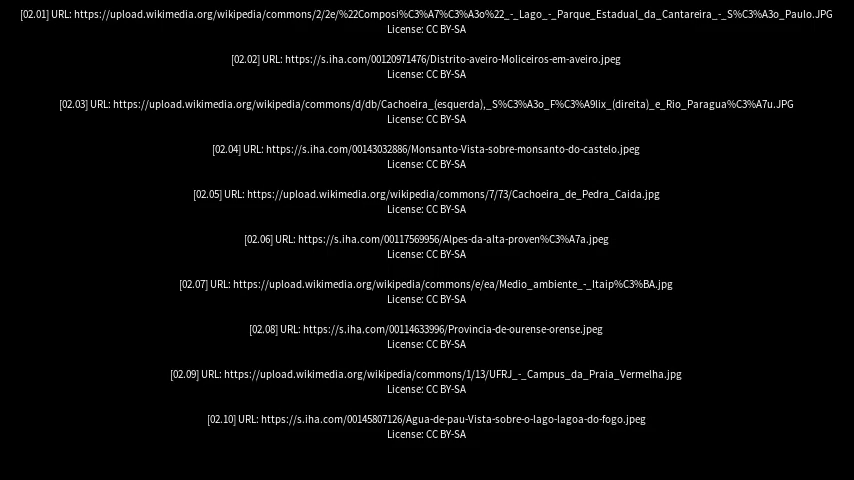 [02.01] URL: https://upload.wikimedia.org/wikipedia/commons/2/2e/%22Composi%C3%A7%C3%A3o%22_-_Lago_-_Parque_Estadual_da_Cantareira_-_S%C3%A3o_Paulo.JPG
License: CC BY-SA
[02.02] URL: https://s.iha.com/00120971476/Distrito-aveiro-Moliceiros-em-aveiro.jpeg
License: CC BY-SA
[02.03] URL: https://upload.wikimedia.org/wikipedia/commons/d/db/Cachoeira_(esquerda),_S%C3%A3o_F%C3%A9lix_(direita)_e_Rio_Paragua%C3%A7u.JPG
License: CC BY-SA
[02.04] URL: https://s.iha.com/00143032886/Monsanto-Vista-sobre-monsanto-do-castelo.jpeg
License: CC BY-SA
[02.05] URL: https://upload.wikimedia.org/wikipedia/commons/7/73/Cachoeira_de_Pedra_Caida.jpg
License: CC BY-SA
[02.06] URL: https://s.iha.com/00117569956/Alpes-da-alta-proven%C3%A7a.jpeg
License: CC BY-SA
[02.07] URL: https://upload.wikimedia.org/wikipedia/commons/e/ea/Medio_ambiente_-_Itaip%C3%BA.jpg
License: CC BY-SA
[02.08] URL: https://s.iha.com/00114633996/Provincia-de-ourense-orense.jpeg
License: CC BY-SA
[02.09] URL: https://upload.wikimedia.org/wikipedia/commons/1/13/UFRJ_-_Campus_da_Praia_Vermelha.jpg
License: CC BY-SA
[02.10] URL: https://s.iha.com/00145807126/Agua-de-pau-Vista-sobre-o-lago-lagoa-do-fogo.jpeg
License: CC BY-SA